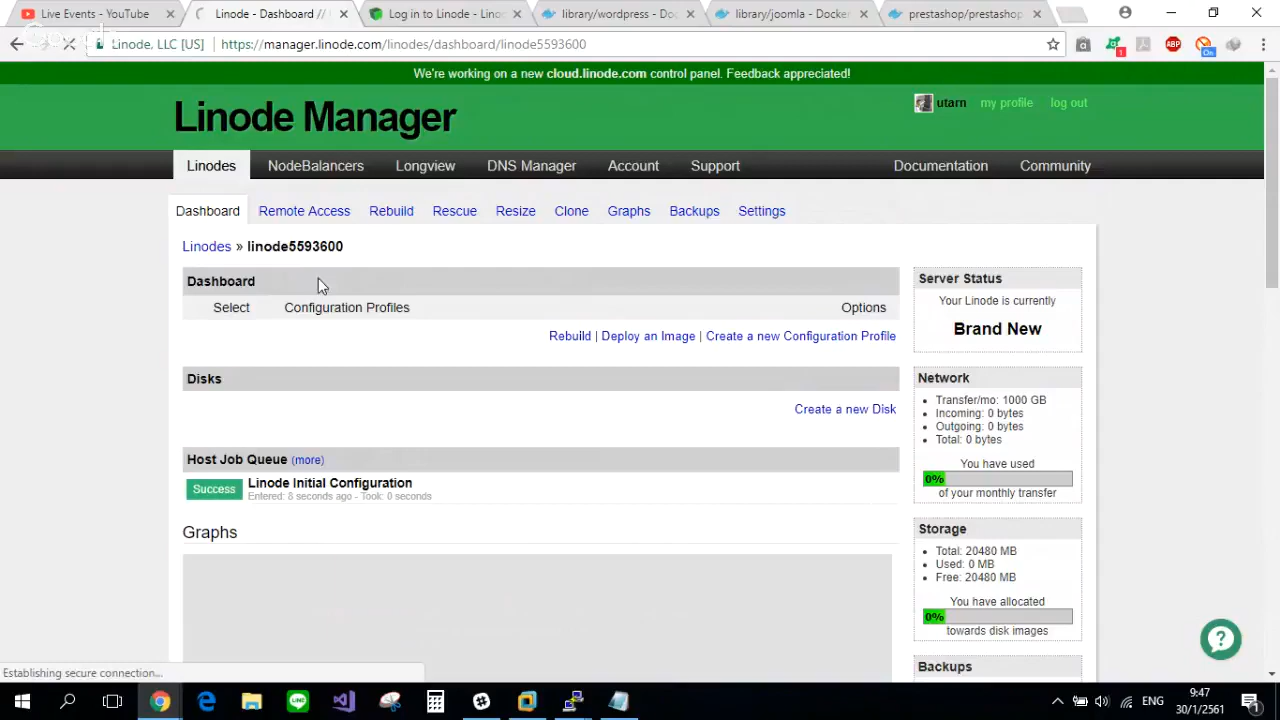 Live Events - YouTube
Linode - Dashboard //
Log in to Linode - Lino
library/wordpress - Do
library/joomla - Docke
prestashop/prestashop
Linode, LLC [US]
https://manager.linode.com/linodes/dashboard/linode5593600
We're working on a new cloud.linode.com control panel. Feedback appreciated!
Linode Manager
utarn my profile log out
Linodes NodeBalancers Longview DNS Manager Account Support Documentation Community
Dashboard Remote Access Rebuild Rescue Resize Clone Graphs Backups Settings
Linodes » linode5593600
Dashboard
Select Configuration Profiles Options
Rebuild | Deploy an Image | Create a new Configuration Profile
Disks
Create a new Disk
Host Job Queue (more)
Success
Linode Initial Configuration
Entered: 8 seconds ago - Took: 0 seconds
Graphs
Server Status
Your Linode is currently
Brand New
Network
Transfer/mo: 1000 GB
Incoming: 0 bytes
Outgoing: 0 bytes
Total: 0 bytes
You have used
0%
of your monthly transfer
Storage
Total: 20480 MB
Used: 0 MB
Free: 20480 MB
You have allocated
0%
towards disk images
Backups
Establishing secure connection...
ENG
9:47
30/1/2561